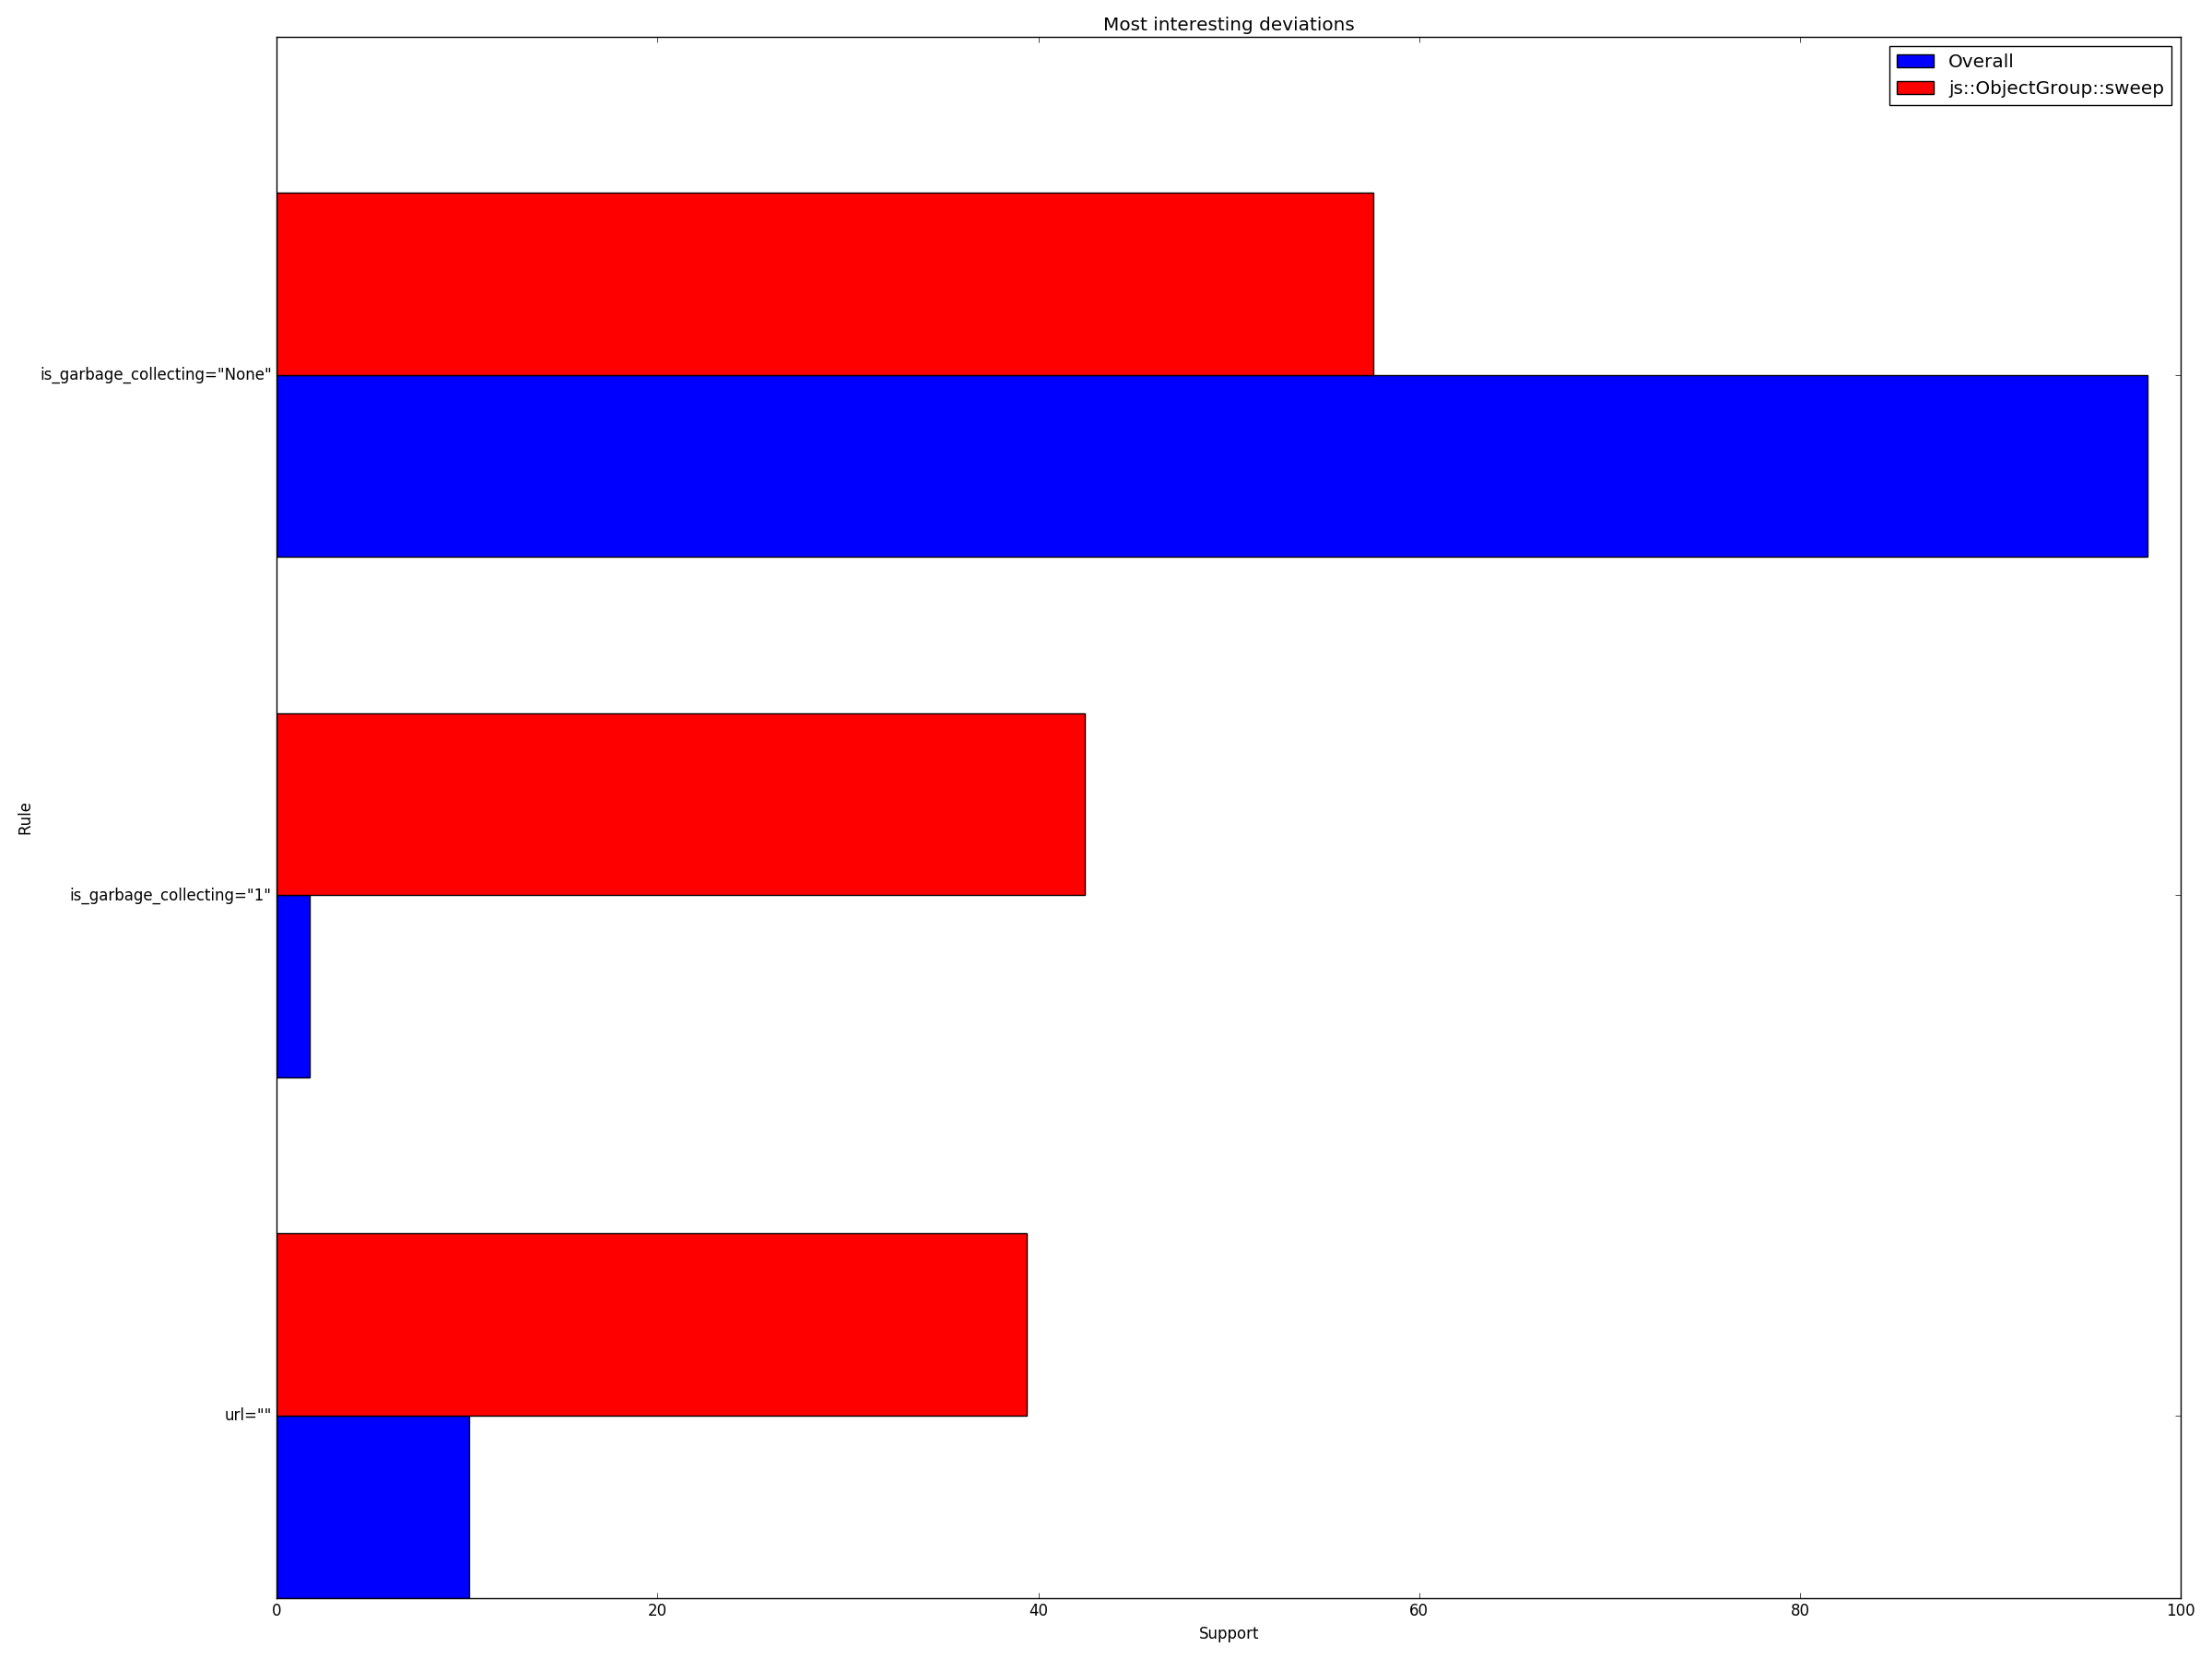 Most interesting deviations
Overall
js::ObjectGroup::sweep
is_garbage_collecting="None"
is_garbage_collecting="1"
url=""
Rule
0 20 40 60 80 100
Support